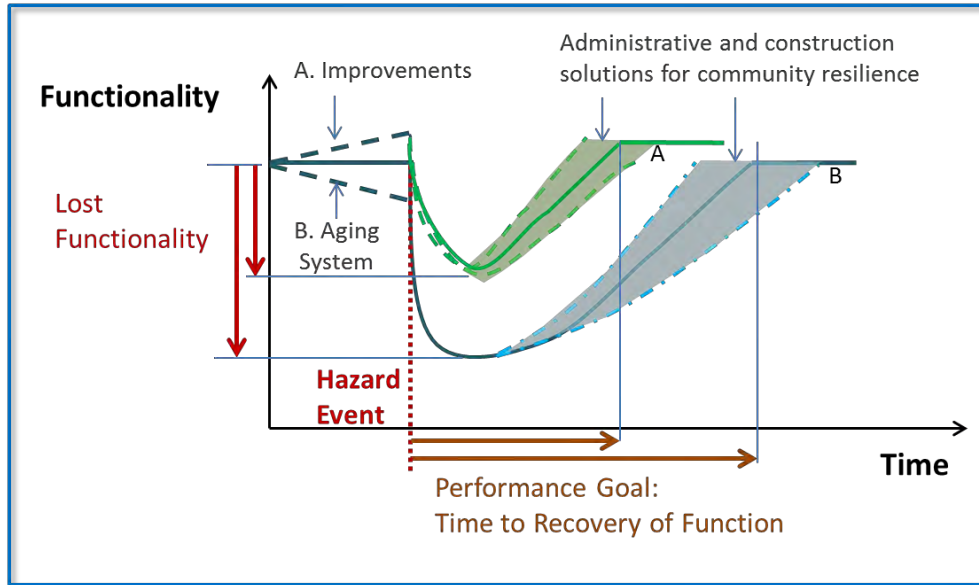 Administrative and construction
solutions for community resilience
A. Improvements
Functionality
A
B
Lost
Functionality
B. Aging
System
Hazard
Event
Time
Performance Goal:
Time to Recovery of Function